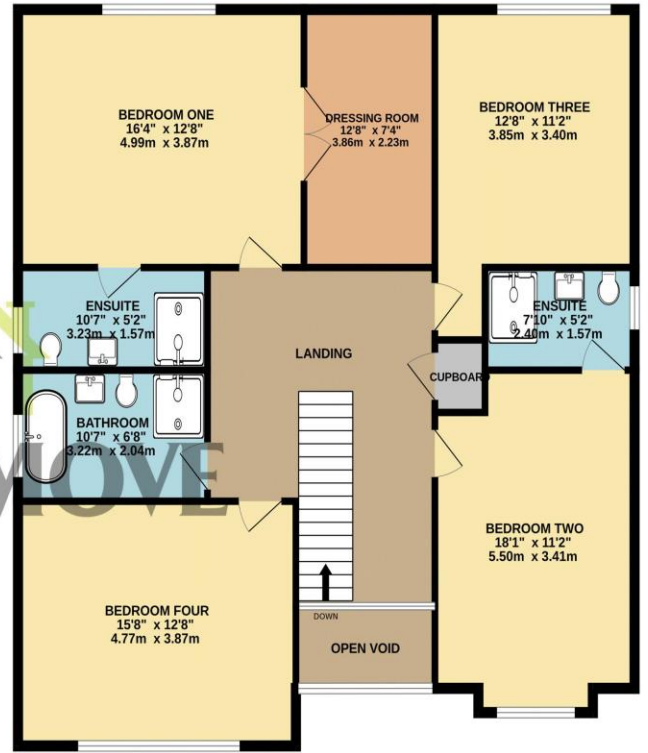 BEDROOM ONE
16'4" x 12'8"
4.99m x 3.87m
DRESSING ROOM
12'8" x 7'4"
3.86m x 2.23m
BEDROOM THREE
12'8" x 11'2"
3.85m x 3.40m
ENSUITE
10'7" x 5'2"
3.23m x 1.57m
LANDING
ENSUITE
7'10" x 5'2"
2.40m x 1.57m
CUPBOARD
BATHROOM
10'7" x 6'8"
3.22m x 2.04m
MOVE
BEDROOM TWO
18'1" x 11'2"
5.50m x 3.41m
BEDROOM FOUR
15'8" x 12'8"
4.77m x 3.87m
DOWN
OPEN VOID